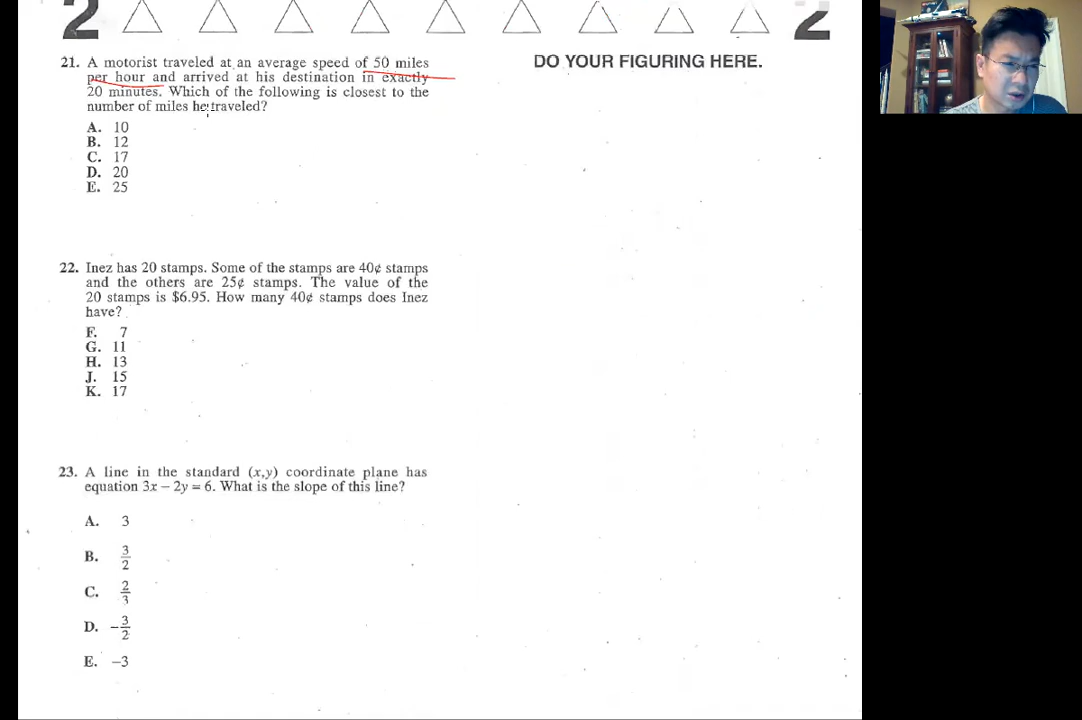 2 2
21. A motorist traveled at an average speed of 50 miles
per hour and arrived at his destination in exactly
20 minutes. Which of the following is closest to the
number of miles he traveled?
A. 10
B. 12
C. 17
D. 20
E. 25
DO YOUR FIGURING HERE.
22. Inez has 20 stamps. Some of the stamps are 40¢ stamps
and the others are 25¢ stamps. The value of the
20 stamps is $6.95. How many 40¢ stamps does Inez
have?
F. 7
G. 11
H. 13
J. 15
K. 17
23. A line in the standard (x,y) coordinate plane has
equation 3x – 2y = 6. What is the slope of this line?
A. 3
B. 3/2
C. 2/3
D. –3/2
E. –3